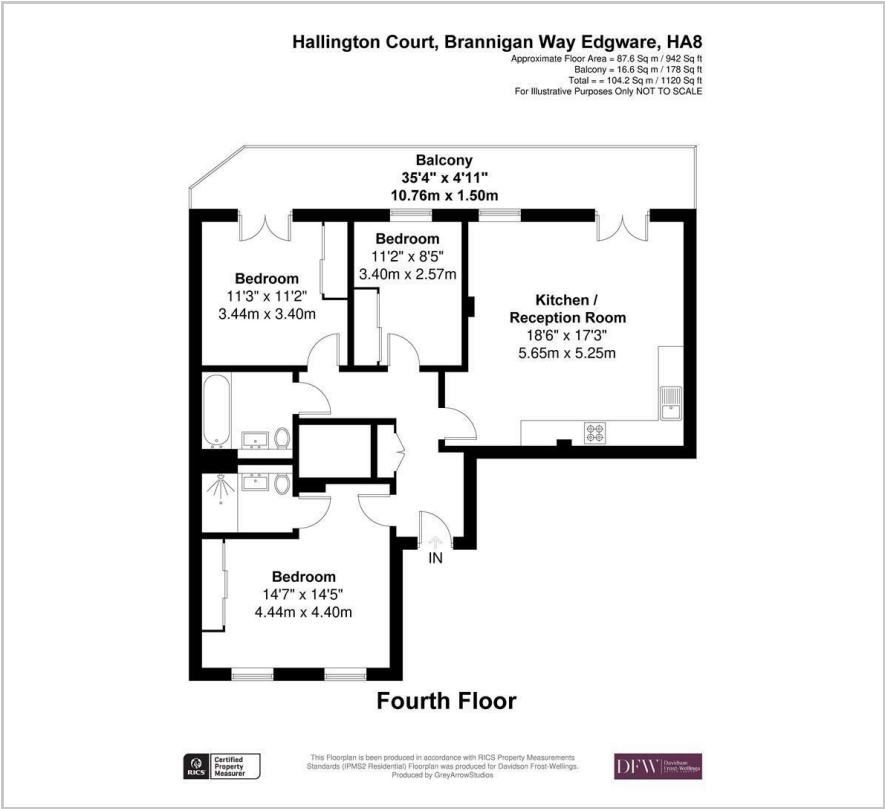 Hallington Court, Brannigan Way Edgware, HA8
Approximate Floor Area = 87.6 Sq m / 942 Sq ft
Balcony = 16.6 Sq m / 178 Sq ft
Total = = 104.2 Sq m / 1120 Sq ft
For Illustrative Purposes Only NOT TO SCALE
Balcony
35'4" x 4'11"
10.76m x 1.50m
Bedroom
11'2" x 8'5"
3.40m x 2.57m
Bedroom
11'3" x 11'2"
3.44m x 3.40m
Kitchen /
Reception Room
18'6" x 17'3"
5.65m x 5.25m
IN
Bedroom
14'7" x 14'5"
4.44m x 4.40m
Fourth Floor
RICS
Certified
Property
Measurer
This Floorplan is been produced in accordance with RICS Property Measurements
Standards (IPMS2 Residential) Floorplan was produced for Davidson Frost-Wellings.
Produced by GreyArrowStudios
DFW
Davidson
Frost-Wellings